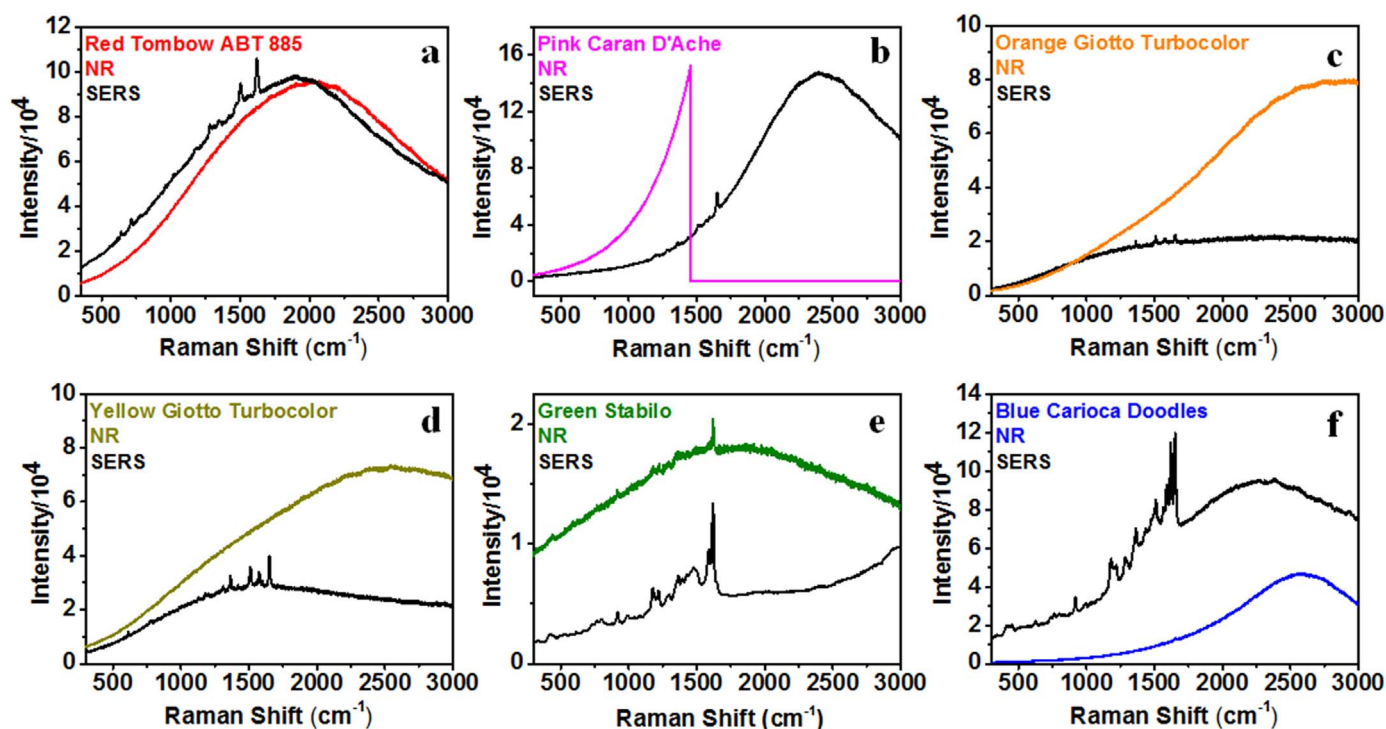 Red Tombow ABT 885
NR
SERS
a
Intensity/10⁴
12
10
8
6
4
2
0
500 1000 1500 2000 2500 3000
Raman Shift (cm⁻¹)
Pink Caran D'Ache
NR
SERS
b
Intensity/10⁴
16
12
8
4
0
500 1000 1500 2000 2500 3000
Raman Shift (cm⁻¹)
Orange Giotto Turbocolor
NR
SERS
c
Intensity/10⁴
10
8
6
4
2
0
500 1000 1500 2000 2500 3000
Raman Shift (cm⁻¹)
Yellow Giotto Turbocolor
NR
SERS
d
Intensity/10⁴
10
8
6
4
2
0
500 1000 1500 2000 2500 3000
Raman Shift (cm⁻¹)
Green Stabilo
NR
SERS
e
Intensity/10⁴
2
1
0
500 1000 1500 2000 2500 3000
Raman Shift (cm⁻¹)
Blue Carioca Doodles
NR
SERS
f
Intensity/10⁴
14
12
10
8
6
4
2
0
500 1000 1500 2000 2500 3000
Raman Shift (cm⁻¹)